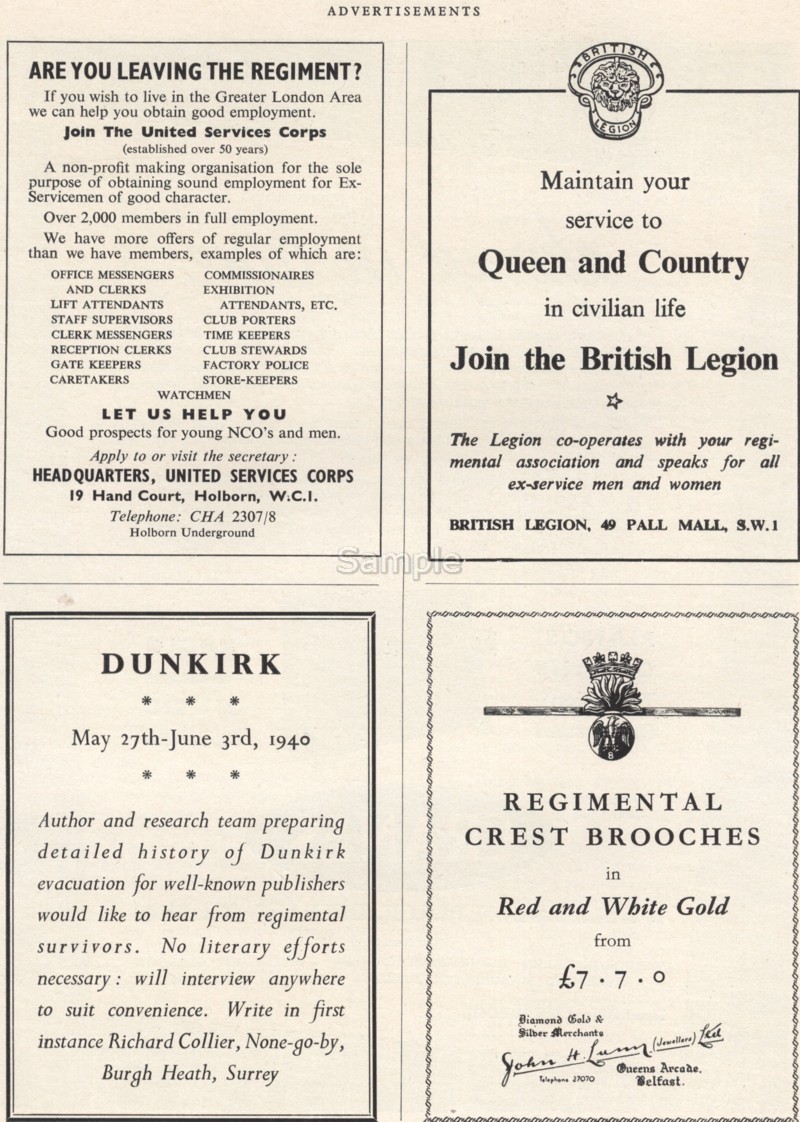 ADVERTISEMENTS
ARE YOU LEAVING THE REGIMENT?
If you wish to live in the Greater London Area
we can help you obtain good employment.
Join The United Services Corps
(established over 50 years)
A non-profit making organisation for the sole
purpose of obtaining sound employment for Ex-
Servicemen of good character.
Over 2,000 members in full employment.
We have more offers of regular employment
than we have members, examples of which are:
OFFICE MESSENGERS
AND CLERKS
LIFT ATTENDANTS
STAFF SUPERVISORS
CLERK MESSENGERS
RECEPTION CLERKS
GATE KEEPERS
CARETAKERS
COMMISSIONAIRES
EXHIBITION
ATTENDANTS, ETC.
CLUB PORTERS
TIME KEEPERS
CLUB STEWARDS
FACTORY POLICE
STORE-KEEPERS
WATCHMEN
LET US HELP YOU
Good prospects for young NCO's and men.
Apply to or visit the secretary :
HEADQUARTERS, UNITED SERVICES CORPS
19 Hand Court, Holborn, W.C.1.
Telephone: CHA 2307/8
Holborn Underground
BRITISH
LEGION
Maintain your
service to
Queen and Country
in civilian life
Join the British Legion
The Legion co-operates with your regi-
mental association and speaks for all
ex-service men and women
BRITISH LEGION, 49 PALL MALL, S.W.1
Sample
DUNKIRK
* * *
May 27th-June 3rd, 1940
* * *
Author and research team preparing
detailed history of Dunkirk
evacuation for well-known publishers
would like to hear from regimental
survivors. No literary efforts
necessary : will interview anywhere
to suit convenience. Write in first
instance Richard Collier, None-go-by,
Burgh Heath, Surrey
8
REGIMENTAL
CREST BROOCHES
in
Red and White Gold
from
£7 · 7 · 0
Diamond Gold &
Silver Merchants
John H. Lunn (Jewellers) Ltd
Telephone 27070
Queens Arcade,
Belfast.